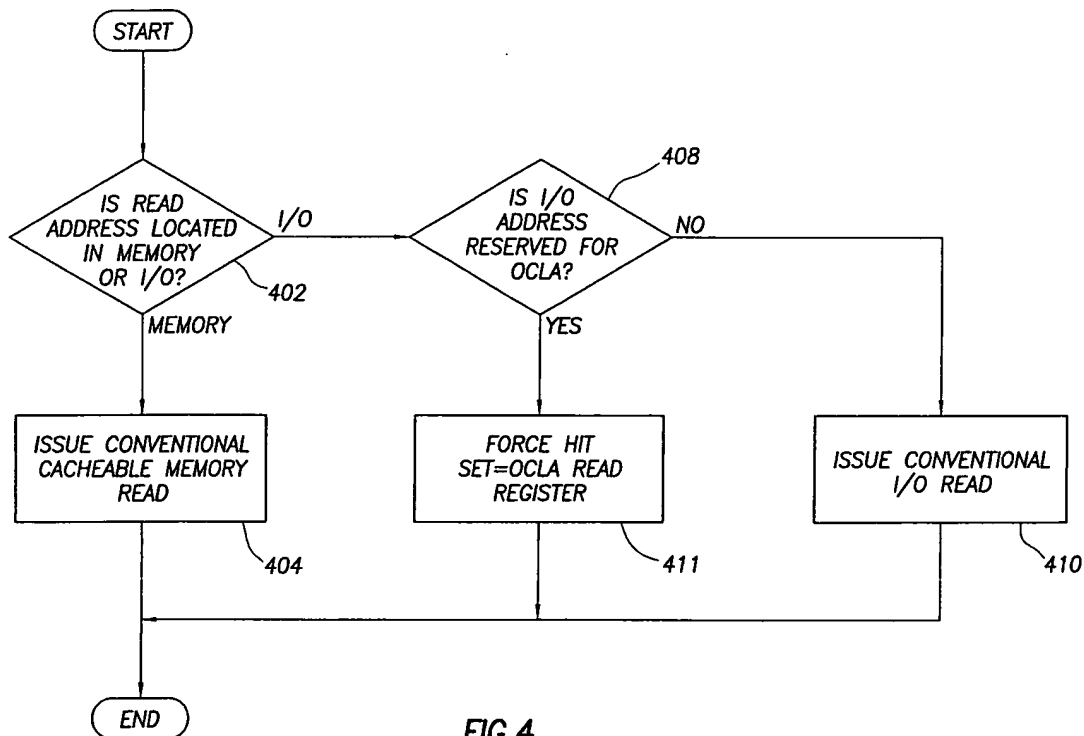 START
IS READ
ADDRESS LOCATED
IN MEMORY
OR I/O?
402
I/O
MEMORY
IS I/O
ADDRESS
RESERVED FOR
OCLA?
408
NO
YES
ISSUE CONVENTIONAL
CACHEABLE MEMORY
READ
404
FORCE HIT
SET=OCLA READ
REGISTER
411
ISSUE CONVENTIONAL
I/O READ
410
END
FIG.4